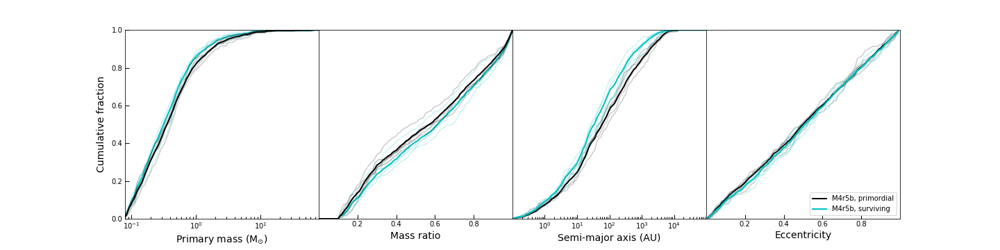 Cumulative fraction
1.0
0.8
0.6
0.4
0.2
0.0
10⁻¹ 10⁰ 10¹
Primary mass (M⊙)
0.2 0.4 0.6 0.8
Mass ratio
10⁰ 10¹ 10² 10³ 10⁴
Semi-major axis (AU)
0.2 0.4 0.6 0.8
Eccentricity
M4r5b, primordial
M4r5b, surviving